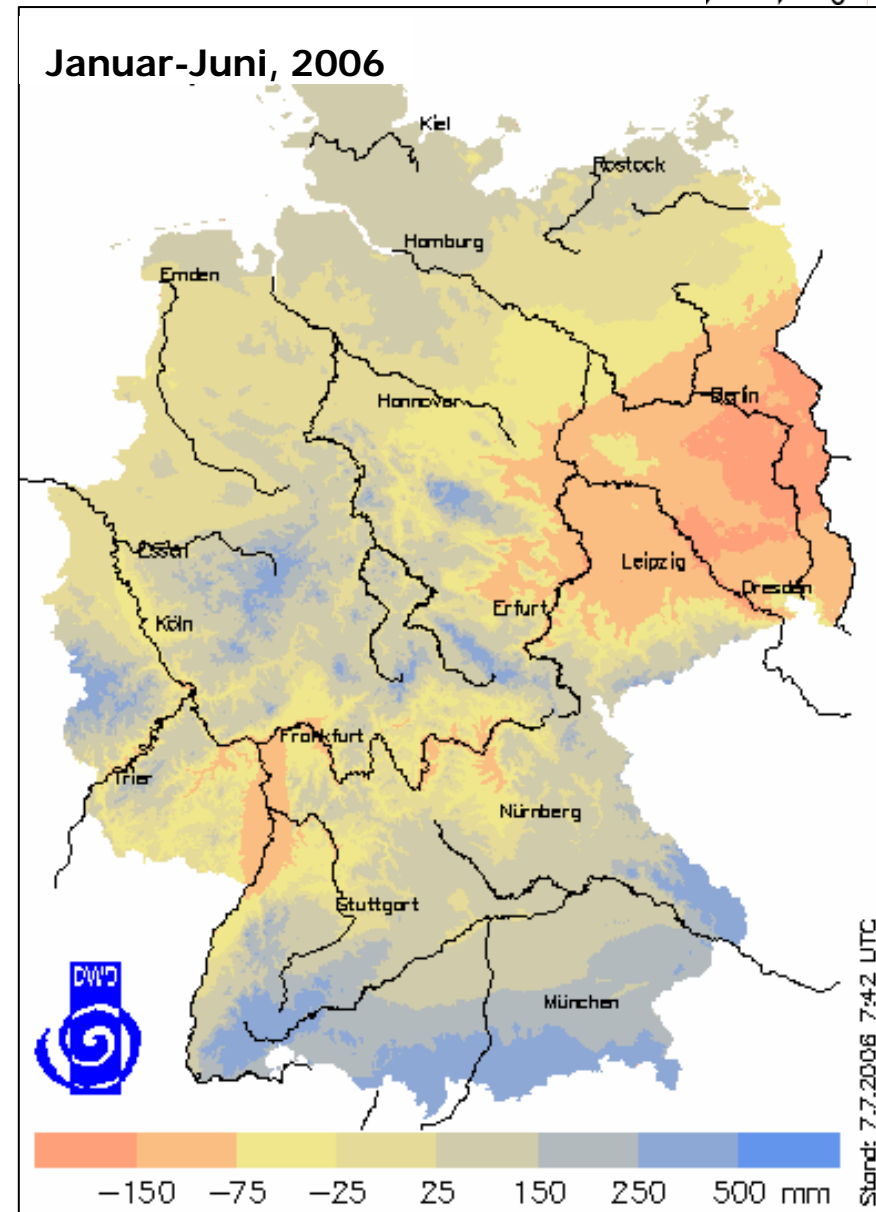 Januar-Juni, 2006
Kiel
Rostock
Hamburg
Emden
Berlin
Hannover
Essen
Leipzig
Dresden
Erfurt
Köln
Frankfurt
Trier
Nürnberg
Stuttgart
München
DWD
Stand: 7.7.2006 7:42 UTC
−150 −75 −25 25 150 250 500 mm